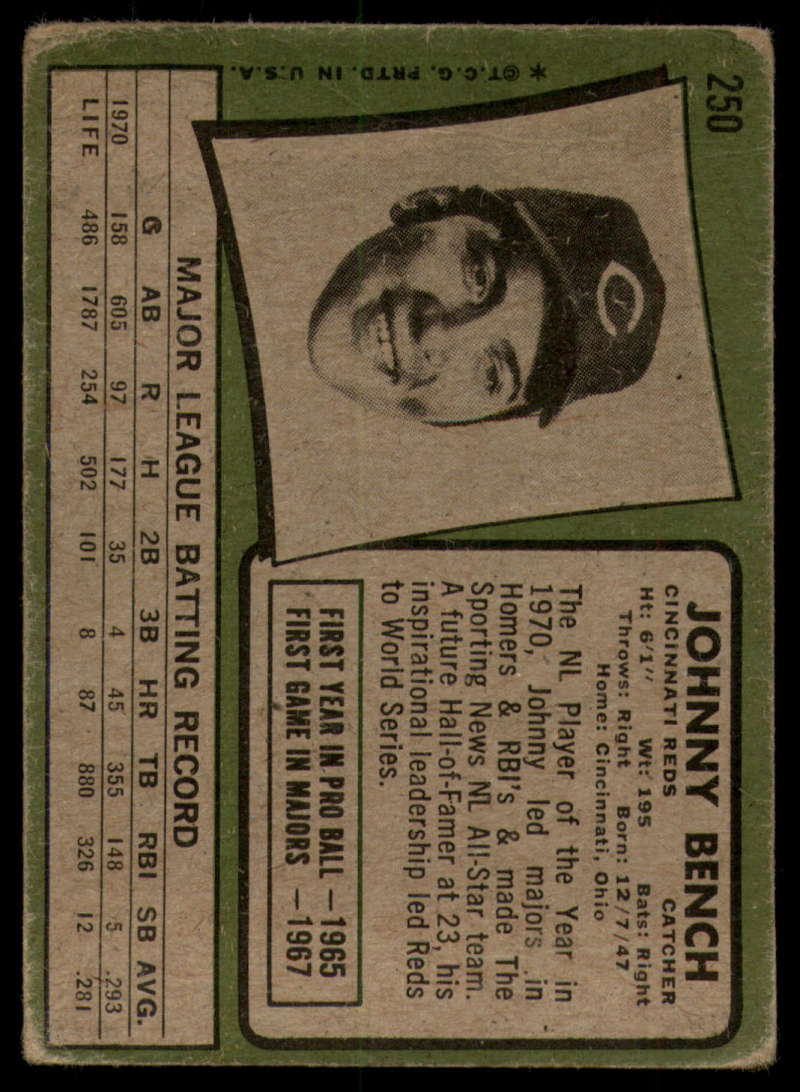 250
✶©T.C.G. PRTD. IN U.S.A.
C
JOHNNY BENCH
CINCINNATI REDS CATCHER
Ht: 6'1" Wt: 195 Bats: Right
Throws: Right Born: 12/7/47
Home: Cincinnati, Ohio
The NL Player of the Year in
1970, Johnny led majors in
Homers & RBI's & made The
Sporting News NL All-Star team.
A future Hall-of-Famer at 23, his
inspirational leadership led Reds
to World Series.
FIRST YEAR IN PRO BALL—1965
FIRST GAME IN MAJORS —1967
MAJOR LEAGUE BATTING RECORD
G AB R H 2B 3B HR TB RBI SB AVG.
1970 158 605 97 177 35 4 45 355 148 5 .293
LIFE 486 1787 254 502 101 8 87 880 326 12 .281